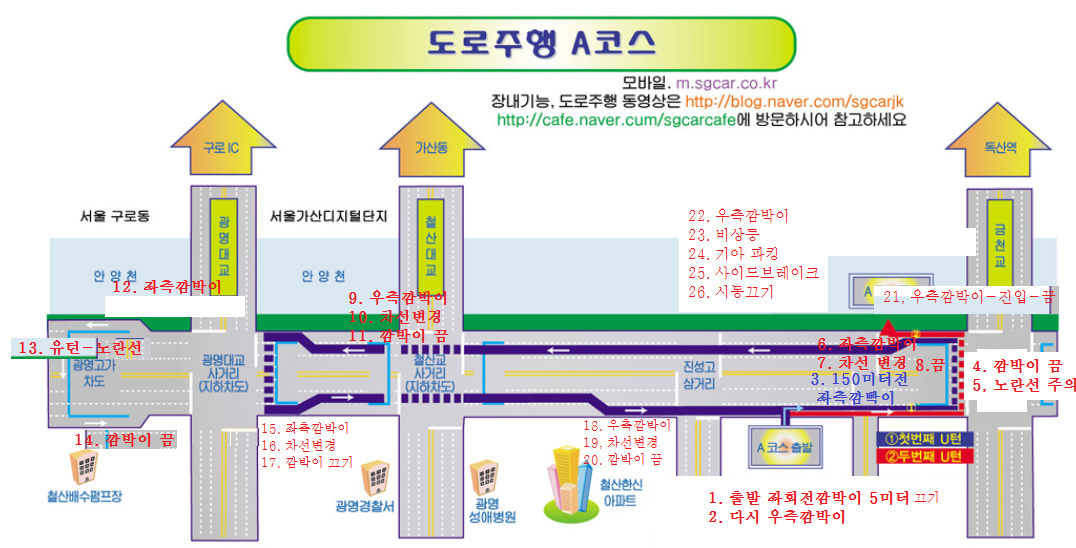 도로주행 A코스
모바일. m.sgcar.co.kr
장내기능, 도로주행 동영상은 http://blog.naver.com/sgcarjk
http://cafe.naver.cum/sgcarcafe에 방문하시어 참고하세요
구로 IC
가산동
독산역
서울 구로동
광명대교
서울가산디지털단지
철산대교
금천교
22. 우측깜박이
23. 비상등
24. 기아 파킹
25. 사이드브레이크
26. 시동끄기
안 양 천
안 양 천
12. 좌측깜박이
9. 우측깜박이
10. 차선변경
11. 깜박이 끔
A
21, 우측깜박이-진입-끔
13. 유턴-노란선
광명고가
차도
광명대교
사거리
(지하차도)
철산교
사거리
(지하차도)
진성고
삼거리
②
6. 좌측깜박이
7. 차선 변경
8.끔
3. 150미터전
좌측깜빡이
①
4. 깜박이 끔
5, 노란선 주의
14. 깜박이 끔
15. 좌측깜박이
16. 차선변경
17. 깜박이 끄기
18. 우측깜박이
19. 차선변경
20. 깜박이 끔
A 코스 출발
①첫번째 U턴
②두번째 U턴
철산배수펌프장
광명경찰서
광명
성애병원
철산한신
아파트
1. 출발 좌회전깜박이 5미터 끄기
2. 다시 우측깜박이